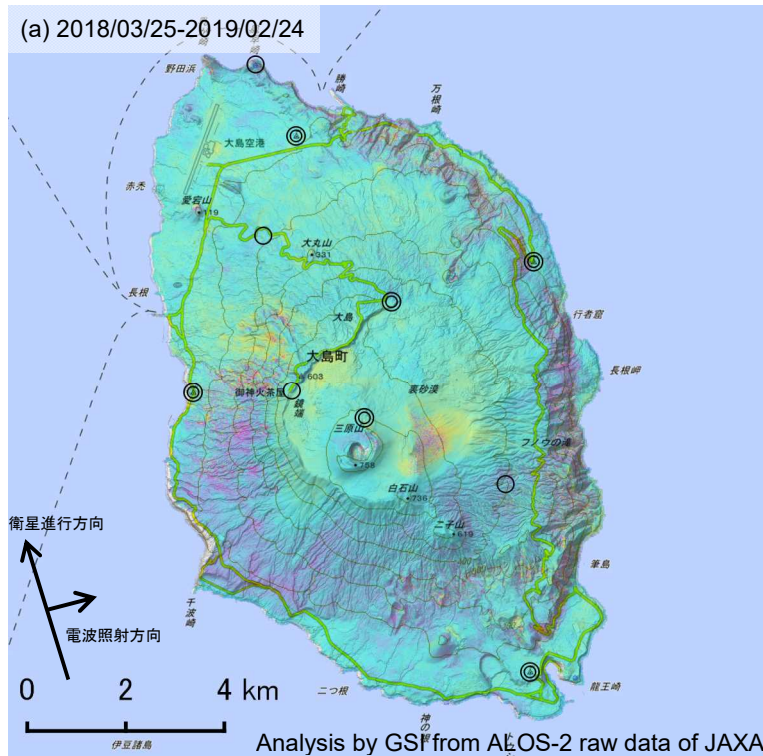 (a) 2018/03/25-2019/02/24
野田浜
勝崎
万根崎
大島空港
赤禿
愛宕山
119
大丸山
331
長根
大島
行者窟
長根岬
大島町
603
御神火茶屋
鏡端
裏砂漠
三原山
758
フノウの滝
白石山
736
二子山
619
衛星進行方向
電波照射方向
筆島
千波崎
0 2 4 km
二つ根
神の根
龍王崎
伊豆諸島
Analysis by GSI from ALOS-2 raw data of JAXA